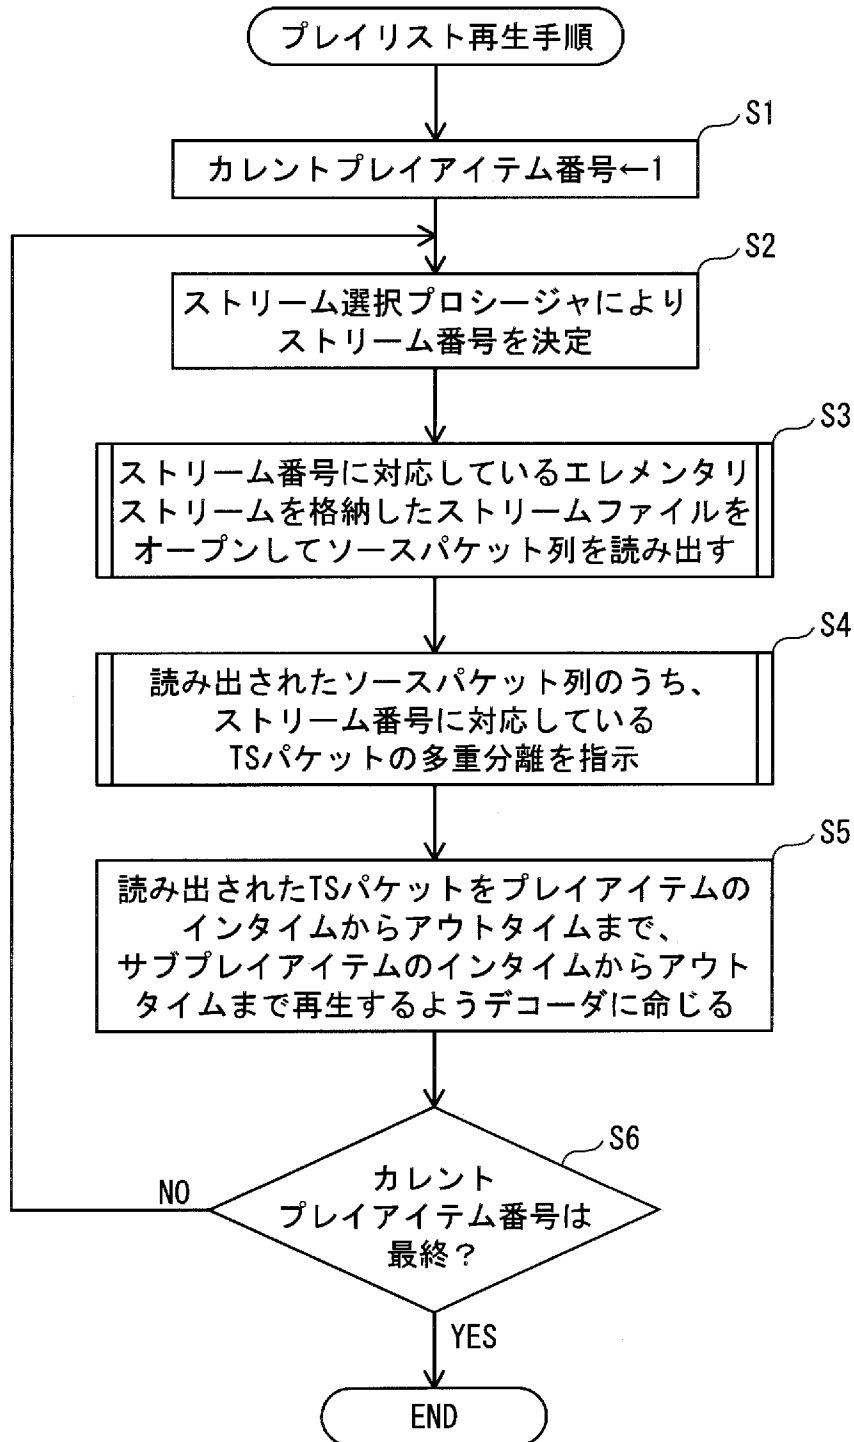 プレイリスト再生手順
S1
カレントプレイアイテム番号←1
S2
ストリーム選択プロシージャにより
ストリーム番号を決定
S3
ストリーム番号に対応しているエレメンタリ
ストリームを格納したストリームファイルを
オープンしてソースパケット列を読み出す
S4
読み出されたソースパケット列のうち、
ストリーム番号に対応している
TSパケットの多重分離を指示
S5
読み出されたTSパケットをプレイアイテムの
インタイムからアウトタイムまで、
サブプレイアイテムのインタイムからアウト
タイムまで再生するようデコーダに命じる
S6
カレント
プレイアイテム番号は
最終?
NO
YES
END